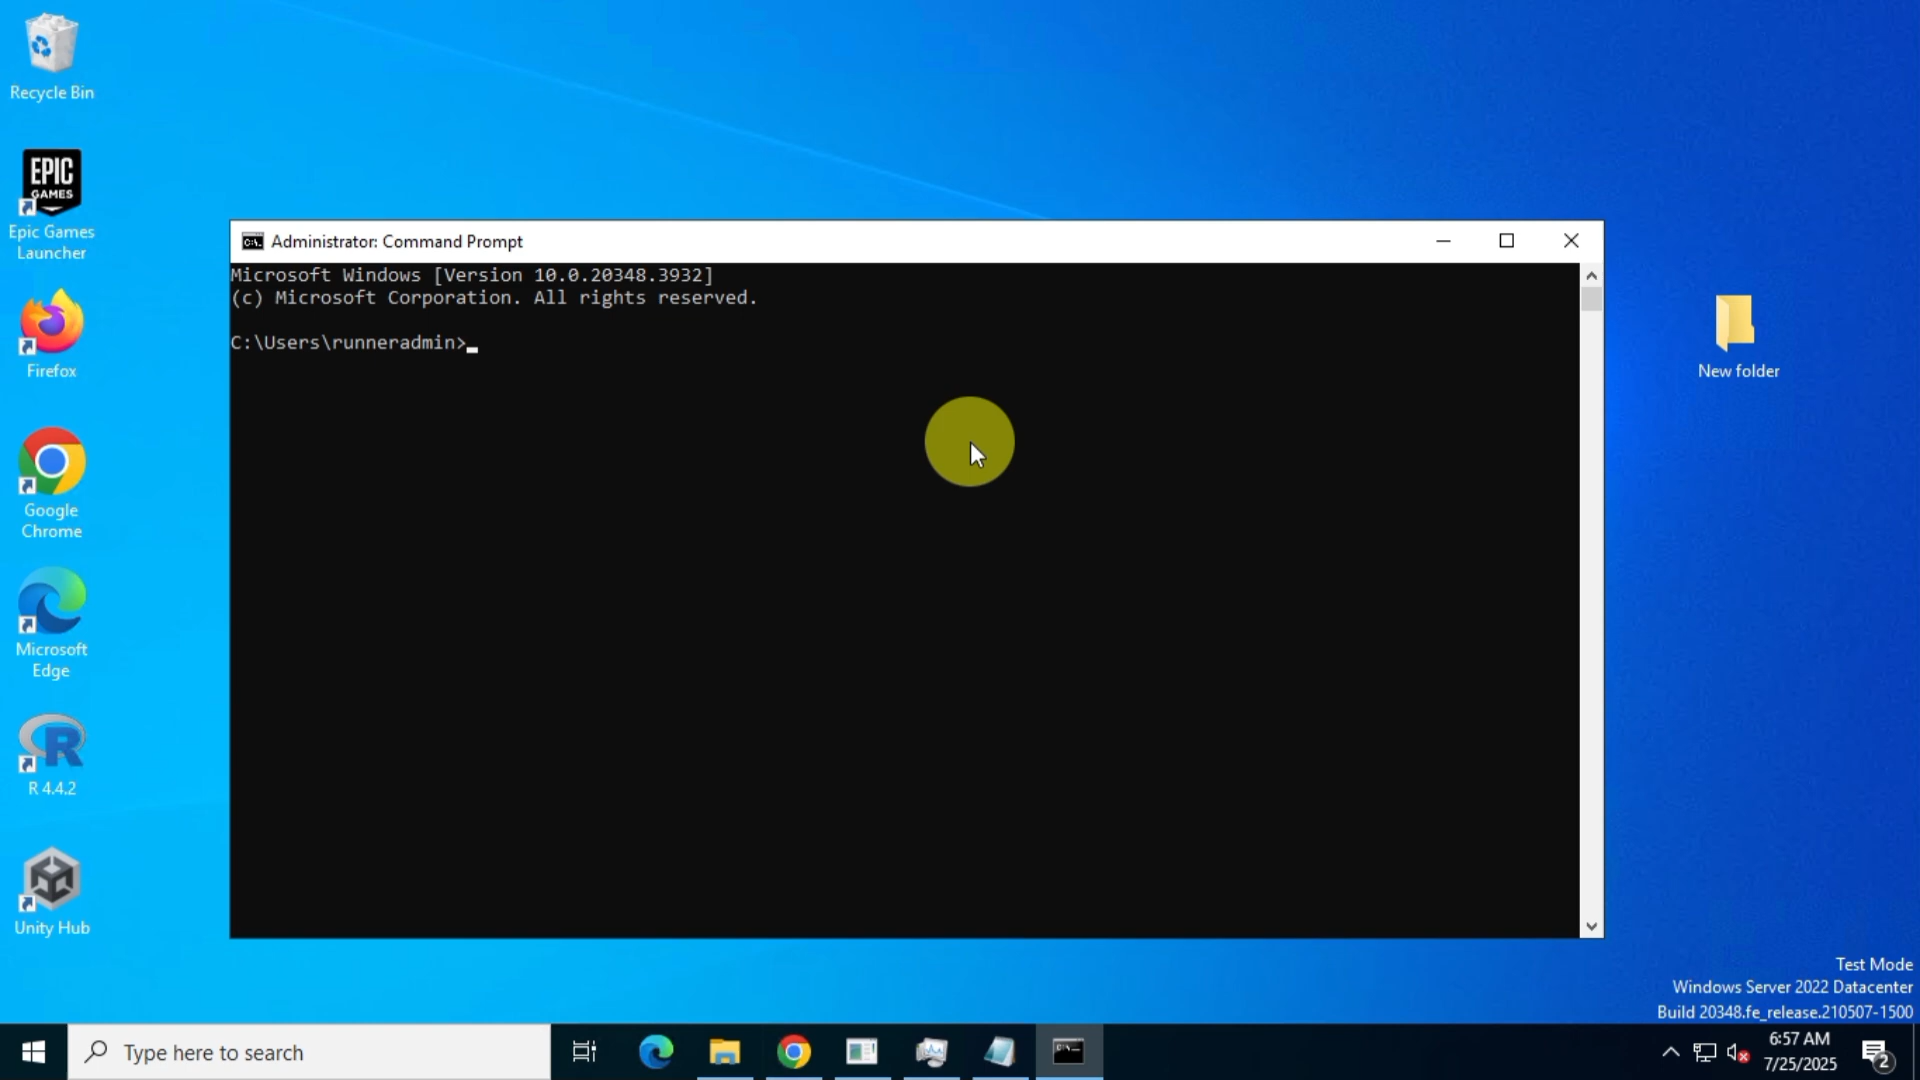 Recycle Bin
EPIC
GAMES
Epic Games
Launcher
Firefox
Google
Chrome
Microsoft
Edge
R 4.4.2
Unity Hub
Administrator: Command Prompt
Microsoft Windows [Version 10.0.20348.3932]
(c) Microsoft Corporation. All rights reserved.
C:\Users\runneradmin>
New folder
Test Mode
Windows Server 2022 Datacenter
Build 20348.fe_release.210507-1500
Type here to search
6:57 AM
7/25/2025
2